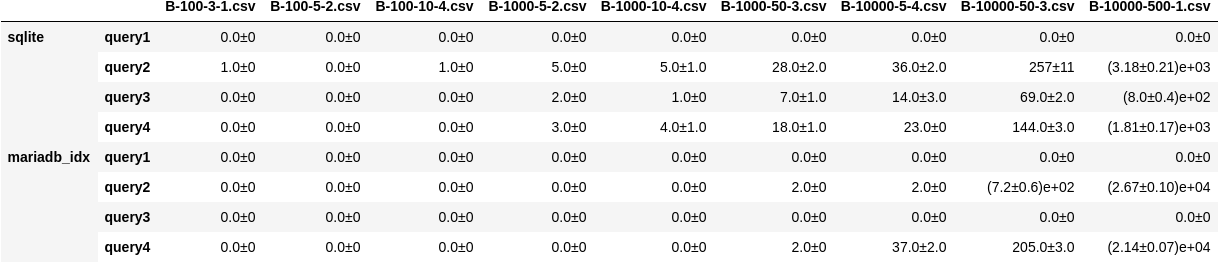 B-100-3-1.csv B-100-5-2.csv B-100-10-4.csv B-1000-5-2.csv B-1000-10-4.csv B-1000-50-3.csv B-10000-5-4.csv B-10000-50-3.csv B-10000-500-1.csv
sqlite query1 0.0±0 0.0±0 0.0±0 0.0±0 0.0±0 0.0±0 0.0±0 0.0±0 0.0±0
query2 1.0±0 0.0±0 1.0±0 5.0±0 5.0±1.0 28.0±2.0 36.0±2.0 257±11 (3.18±0.21)e+03
query3 0.0±0 0.0±0 0.0±0 2.0±0 1.0±0 7.0±1.0 14.0±3.0 69.0±2.0 (8.0±0.4)e+02
query4 0.0±0 0.0±0 0.0±0 3.0±0 4.0±1.0 18.0±1.0 23.0±0 144.0±3.0 (1.81±0.17)e+03
mariadb_idx query1 0.0±0 0.0±0 0.0±0 0.0±0 0.0±0 0.0±0 0.0±0 0.0±0 0.0±0
query2 0.0±0 0.0±0 0.0±0 0.0±0 0.0±0 2.0±0 2.0±0 (7.2±0.6)e+02 (2.67±0.10)e+04
query3 0.0±0 0.0±0 0.0±0 0.0±0 0.0±0 0.0±0 0.0±0 0.0±0 0.0±0
query4 0.0±0 0.0±0 0.0±0 0.0±0 0.0±0 2.0±0 37.0±2.0 205.0±3.0 (2.14±0.07)e+04